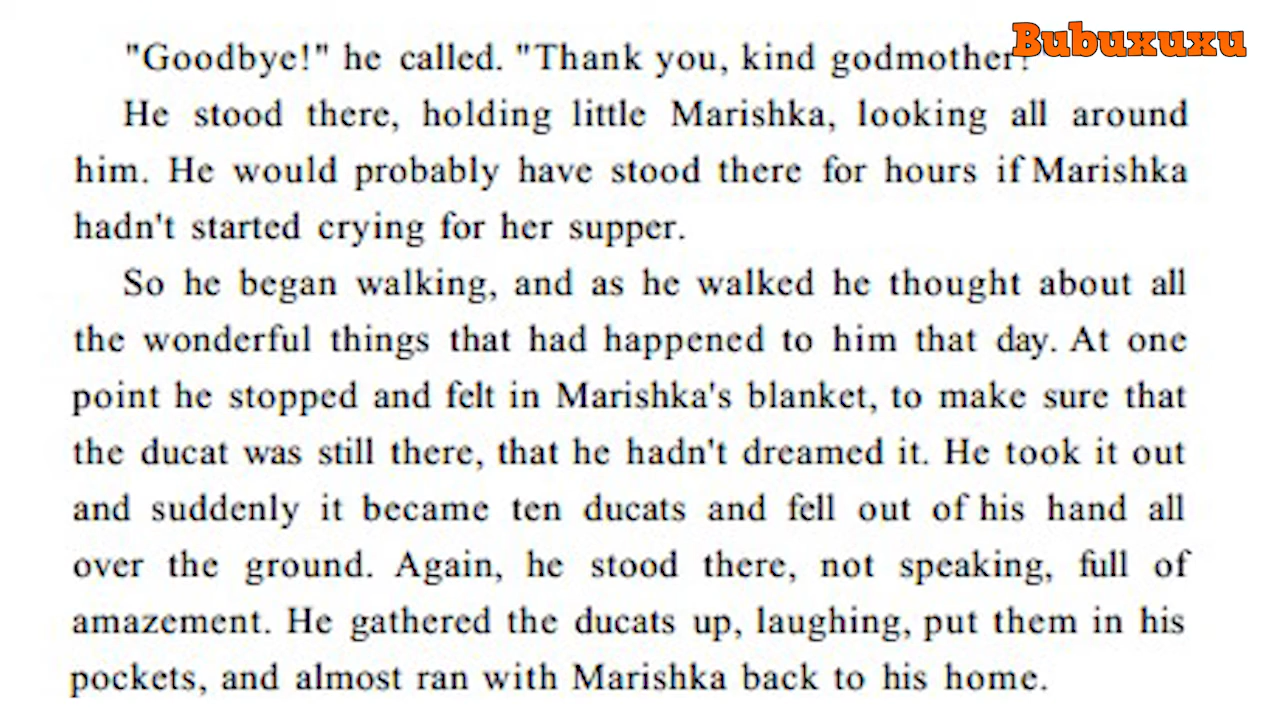 Bubuxuxu
"Goodbye!" he called. "Thank you, kind godmother!
He stood there, holding little Marishka, looking all around
him. He would probably have stood there for hours if Marishka
hadn't started crying for her supper.
So he began walking, and as he walked he thought about all
the wonderful things that had happened to him that day. At one
point he stopped and felt in Marishka's blanket, to make sure that
the ducat was still there, that he hadn't dreamed it. He took it out
and suddenly it became ten ducats and fell out of his hand all
over the ground. Again, he stood there, not speaking, full of
amazement. He gathered the ducats up, laughing, put them in his
pockets, and almost ran with Marishka back to his home.